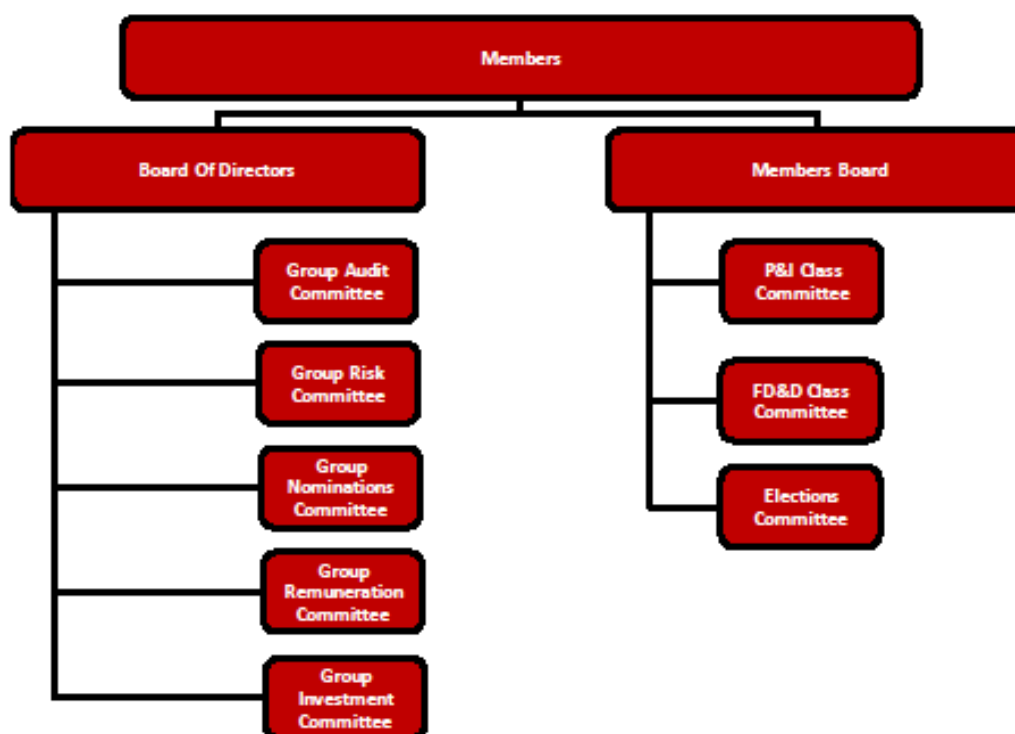 Members
Board Of Directors
Members Board
Group Audit
Committee
Group Risk
Committee
Group
Nominations
Committee
Group
Remuneration
Committee
Group
Investment
Committee
P&I Class
Committee
FD&D Class
Committee
Elections
Committee